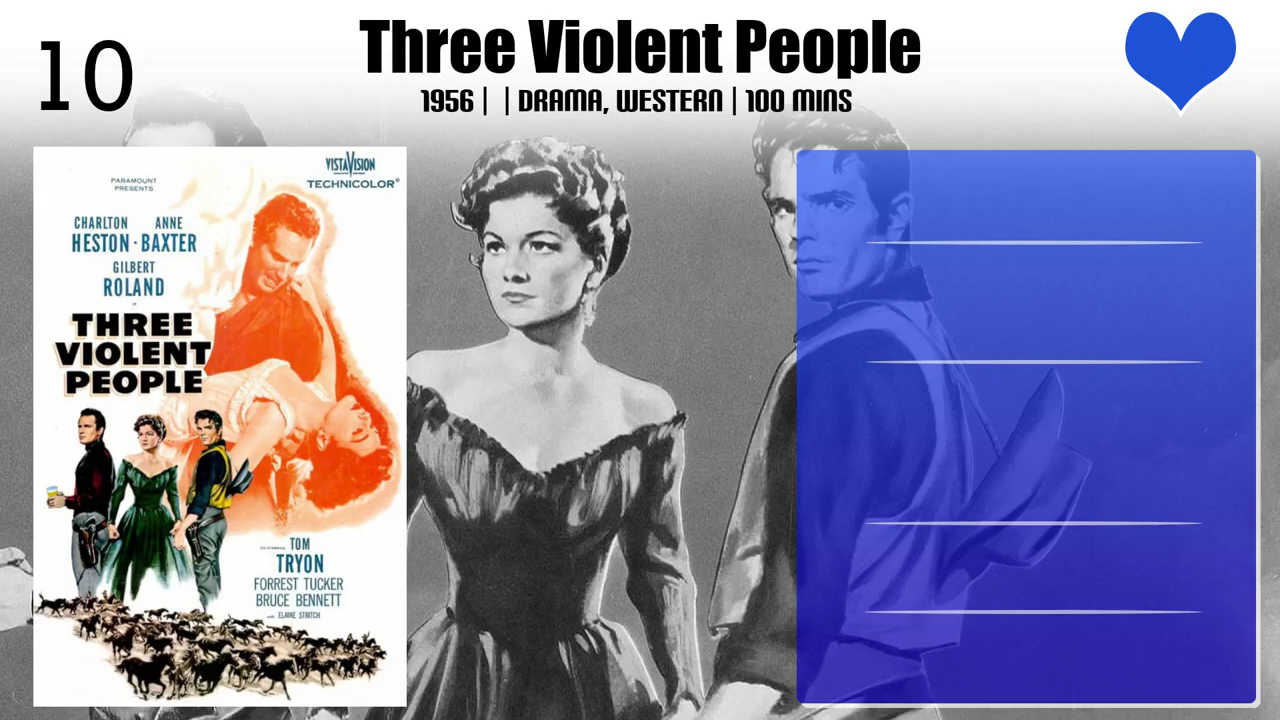 10
Three Violent People
1956 | | DRAMA, WESTERN | 100 MINS
VISTAVISION
TECHNICOLOR®
PARAMOUNT
PRESENTS
CHARLTON ANNE
HESTON · BAXTER
GILBERT
ROLAND
THREE
VIOLENT
PEOPLE
TOM
TRYON
FORREST TUCKER
BRUCE BENNETT
with ELAINE STRITCH